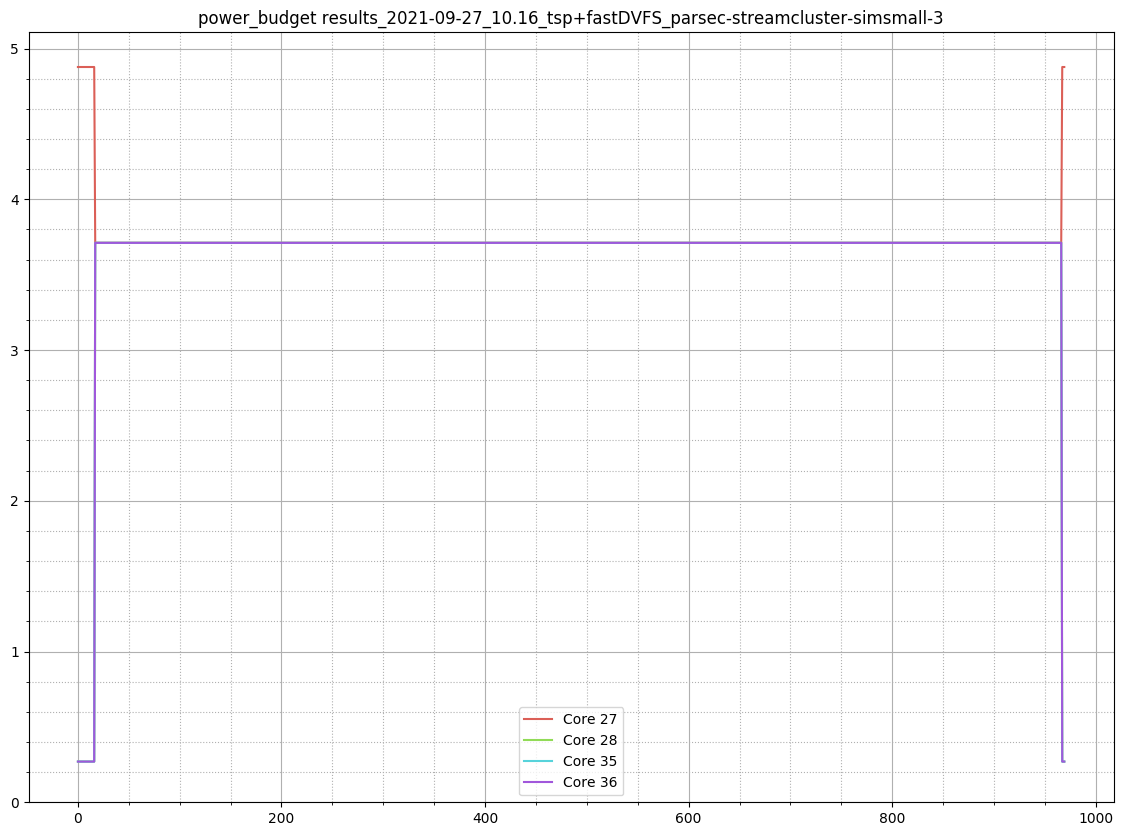 power_budget results_2021-09-27_10.16_tsp+fastDVFS_parsec-streamcluster-simsmall-3
5
4
3
2
1
0
Core 27
Core 28
Core 35
Core 36
0 200 400 600 800 1000